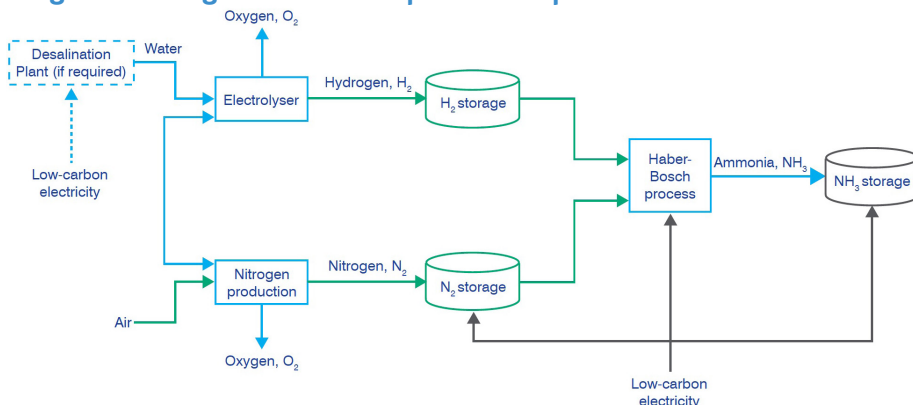 Oxygen, O₂
Desalination
Plant (if required)
Water
Electrolyser
Hydrogen, H₂
H₂ storage
Low-carbon
electricity
Haber-
Bosch
process
Ammonia, NH₃
NH₃ storage
Nitrogen
production
Nitrogen, N₂
N₂ storage
Air
Oxygen, O₂
Low-carbon
electricity